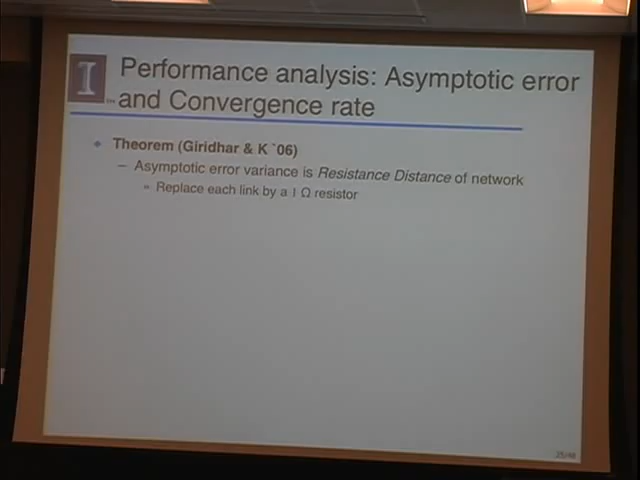 I
Performance analysis: Asymptotic error
and Convergence rate
Theorem (Giridhar & K `06)
– Asymptotic error variance is Resistance Distance of network
» Replace each link by a 1 Ω resistor